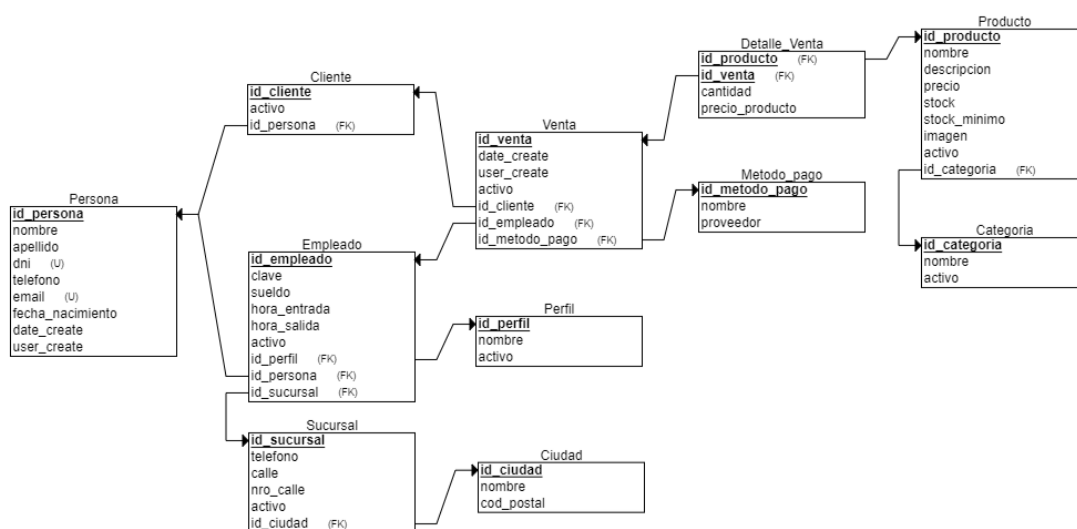 Persona
id_persona
nombre
apellido
dni (U)
telefono
email (U)
fecha_nacimiento
date_create
user_create
Cliente
id_cliente
activo
id_persona (FK)
Empleado
id_empleado
clave
sueldo
hora_entrada
hora_salida
activo
id_perfil (FK)
id_persona (FK)
id_sucursal (FK)
Sucursal
id_sucursal
telefono
calle
nro_calle
activo
id_ciudad (FK)
Venta
id_venta
date_create
user_create
activo
id_cliente (FK)
id_empleado (FK)
id_metodo_pago (FK)
Perfil
id_perfil
nombre
activo
Ciudad
id_ciudad
nombre
cod_postal
Detalle_Venta
id_producto (FK)
id_venta (FK)
cantidad
precio_producto
Metodo_pago
id_metodo_pago
nombre
proveedor
Producto
id_producto
nombre
descripcion
precio
stock
stock_minimo
imagen
activo
id_categoria (FK)
Categoria
id_categoria
nombre
activo